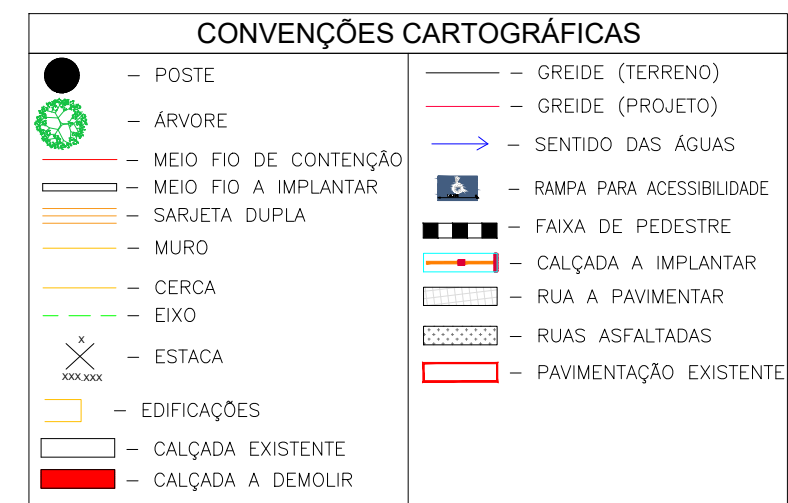 CONVENÇÕES CARTOGRÁFICAS
– POSTE
– ÁRVORE
– MEIO FIO DE CONTENÇÂO
– MEIO FIO A IMPLANTAR
– SARJETA DUPLA
– MURO
– CERCA
– EIXO
X
– ESTACA
XXX.XXX
– EDIFICAÇÕES
– CALÇADA EXISTENTE
– CALÇADA A DEMOLIR
– GREIDE (TERRENO)
– GREIDE (PROJETO)
– SENTIDO DAS ÁGUAS
– RAMPA PARA ACESSIBILIDADE
– FAIXA DE PEDESTRE
– CALÇADA A IMPLANTAR
– RUA A PAVIMENTAR
– RUAS ASFALTADAS
– PAVIMENTAÇÃO EXISTENTE